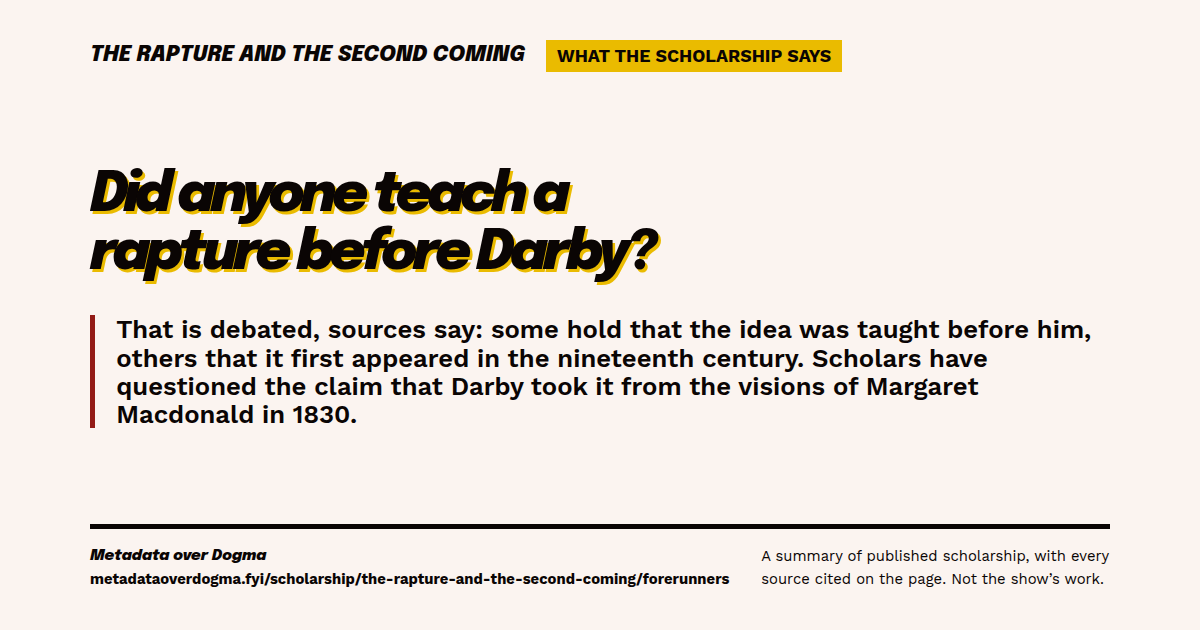 THE RAPTURE AND THE SECOND COMING
WHAT THE SCHOLARSHIP SAYS
Did anyone teach a
rapture before Darby?
That is debated, sources say: some hold that the idea was taught before him,
others that it first appeared in the nineteenth century. Scholars have
questioned the claim that Darby took it from the visions of Margaret
Macdonald in 1830.
Metadata over Dogma
metadataoverdogma.fyi/scholarship/the-rapture-and-the-second-coming/forerunners
A summary of published scholarship, with every
source cited on the page. Not the show’s work.